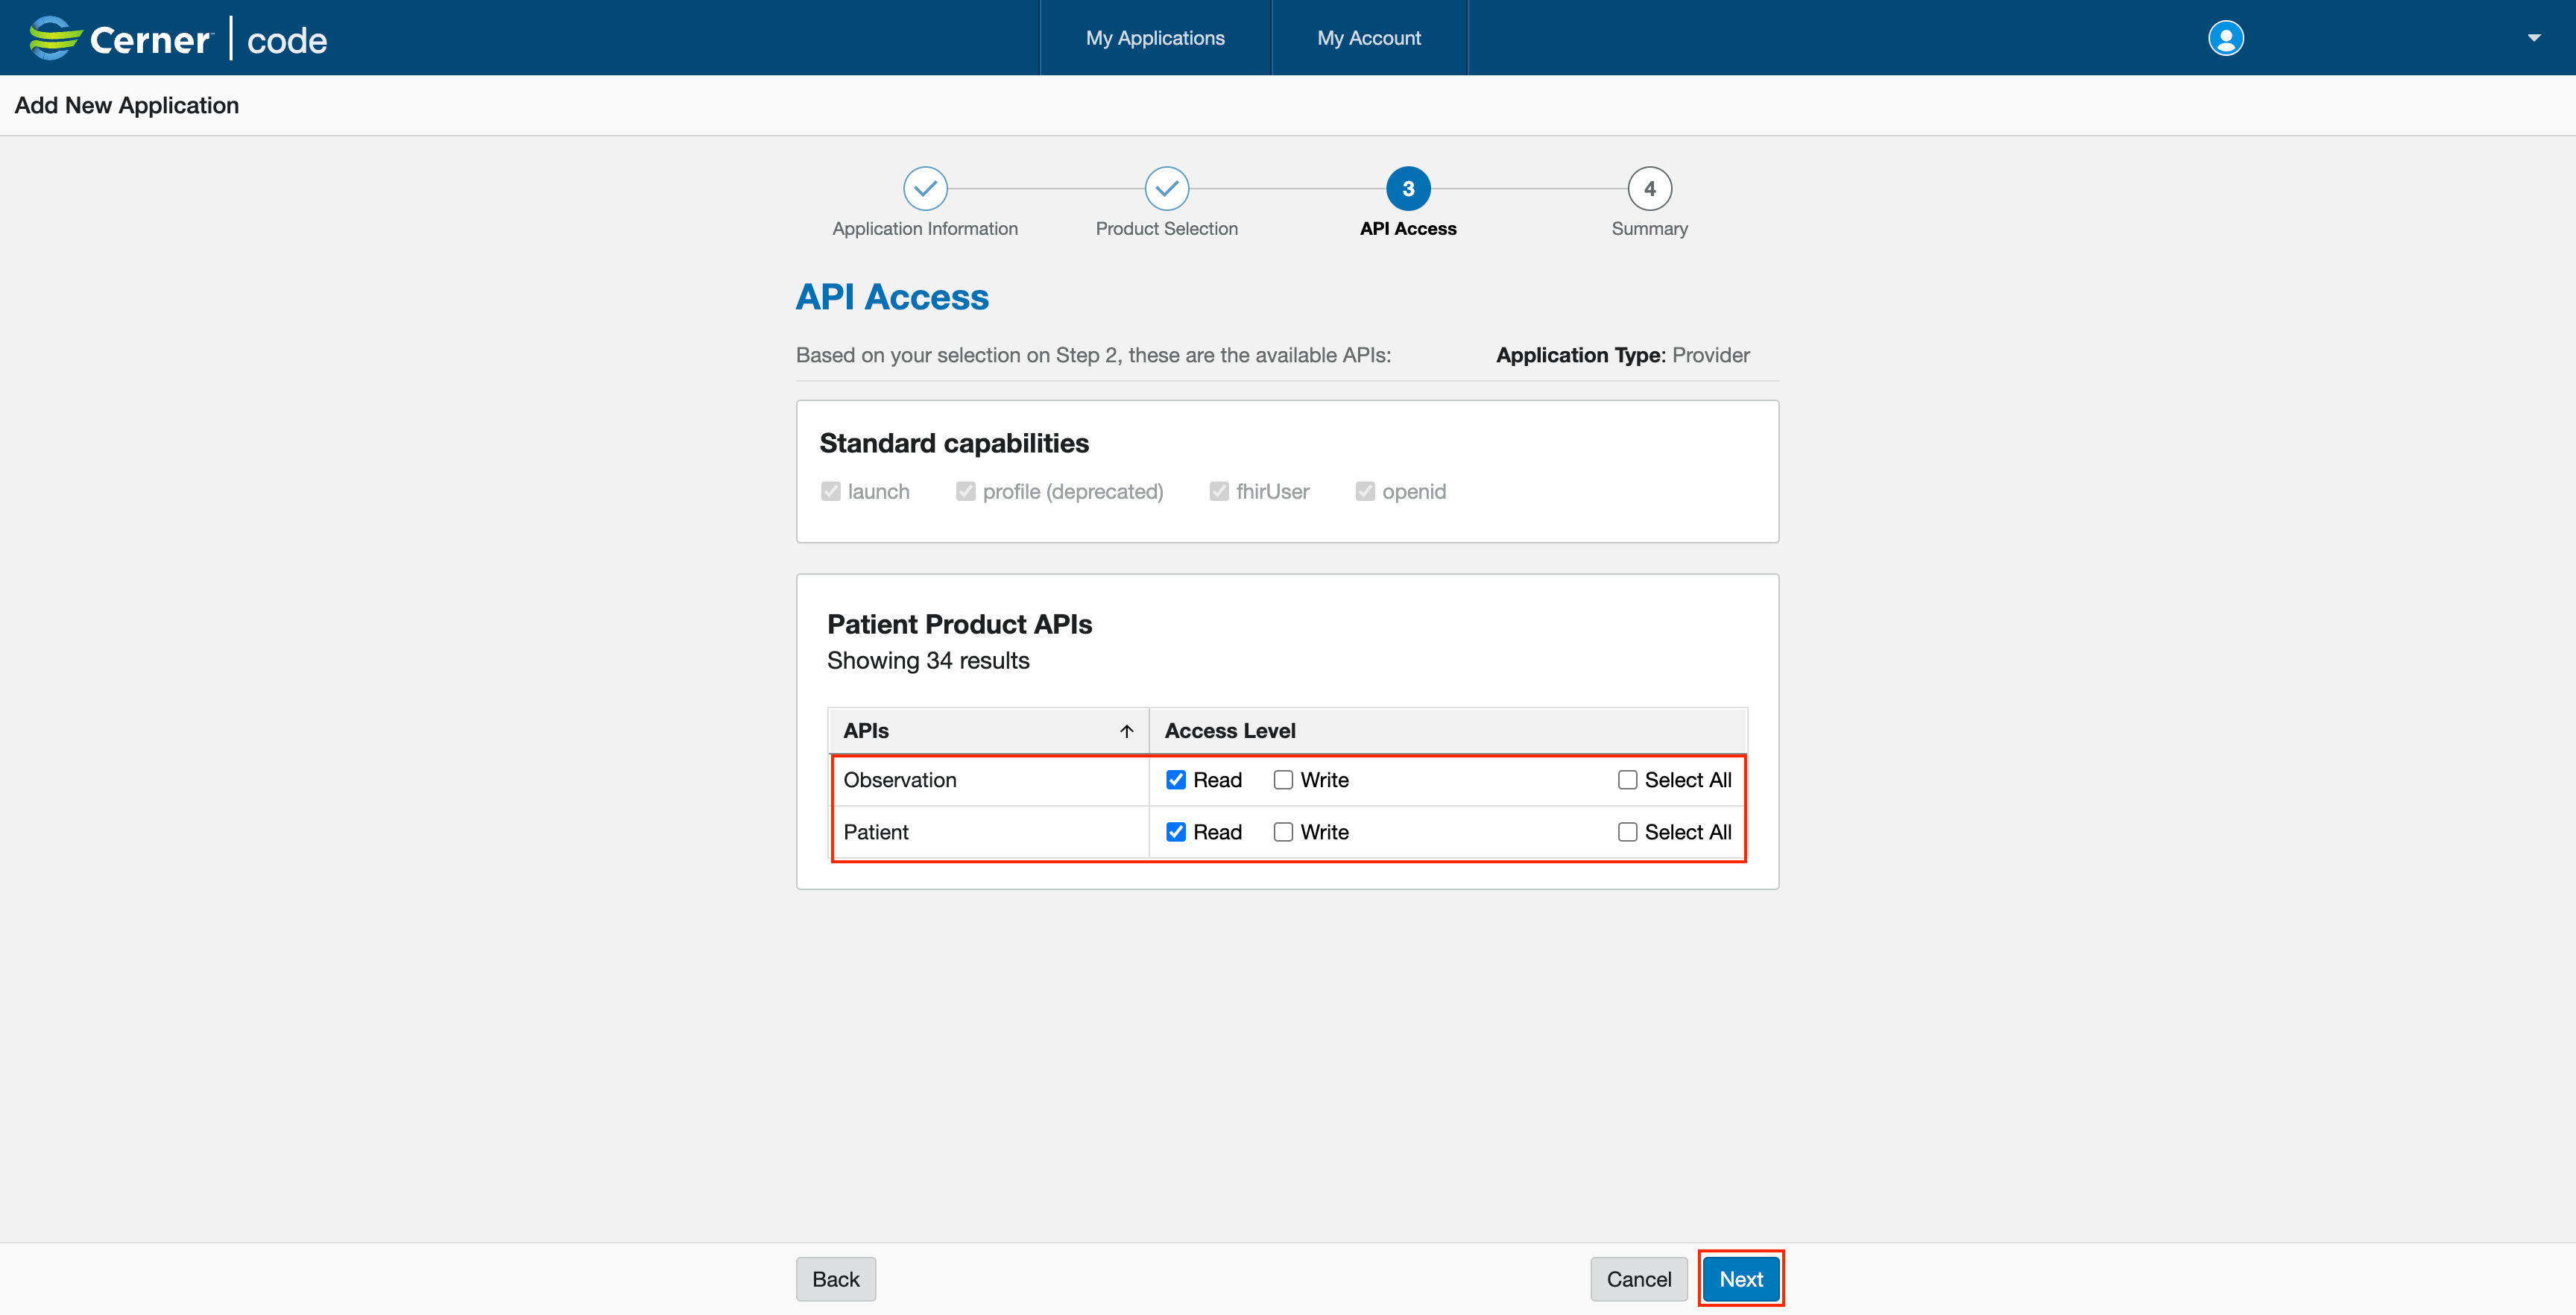 Cerner | code
My Applications
My Account
Add New Application
3
4
Application Information
Product Selection
API Access
Summary
API Access
Based on your selection on Step 2, these are the available APIs:
Application Type: Provider
Standard capabilities
launch profile (deprecated) fhirUser openid
Patient Product APIs
Showing 34 results
APIs Access Level
Observation Read Write Select All
Patient Read Write Select All
Back
Cancel
Next